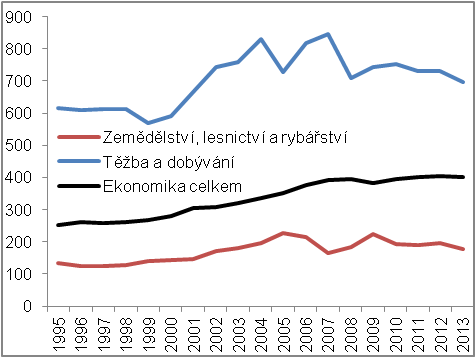 900
800
700
600
500
400
300
200
100
0
Zemědělství, lesnictví a rybářství
Těžba a dobývání
Ekonomika celkem
1995 1996 1997 1998 1999 2000 2001 2002 2003 2004 2005 2006 2007 2008 2009 2010 2011 2012 2013